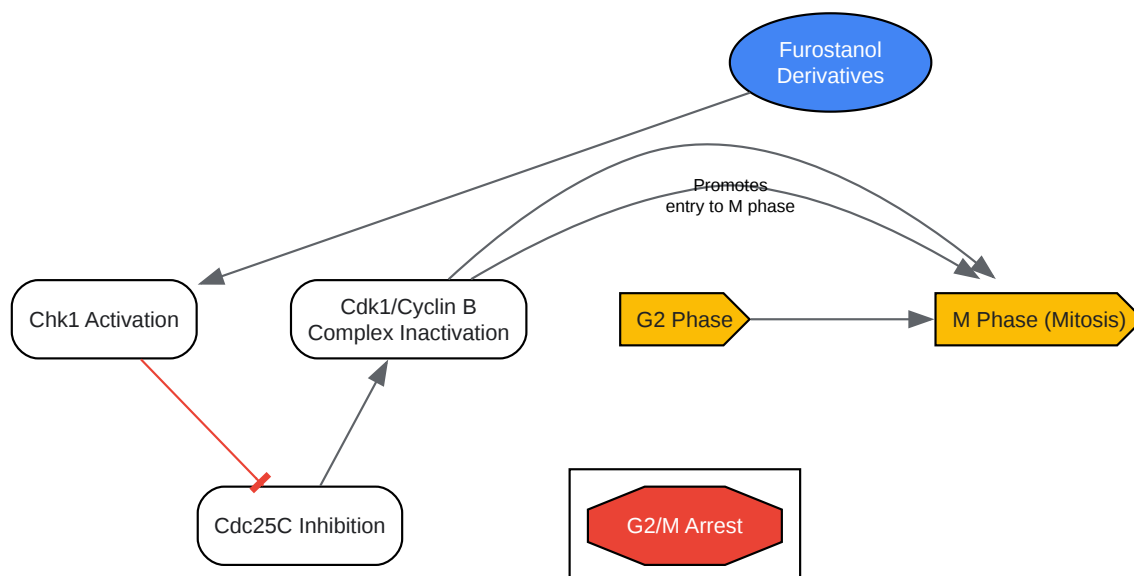 Furostanol
Derivatives
Promotes
entry to M phase
Chk1 Activation
Cdk1/Cyclin B
Complex Inactivation
G2 Phase
M Phase (Mitosis)
Cdc25C Inhibition
G2/M Arrest